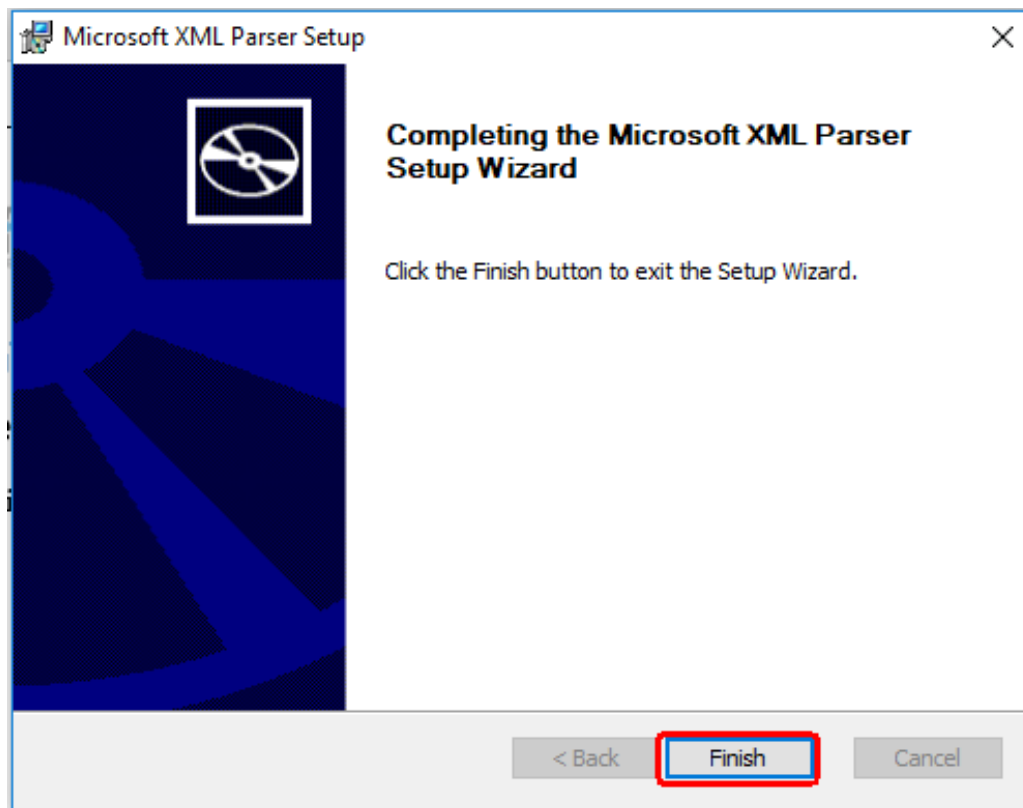 Microsoft XML Parser Setup
Completing the Microsoft XML Parser
Setup Wizard
Click the Finish button to exit the Setup Wizard.
< Back
Finish
Cancel